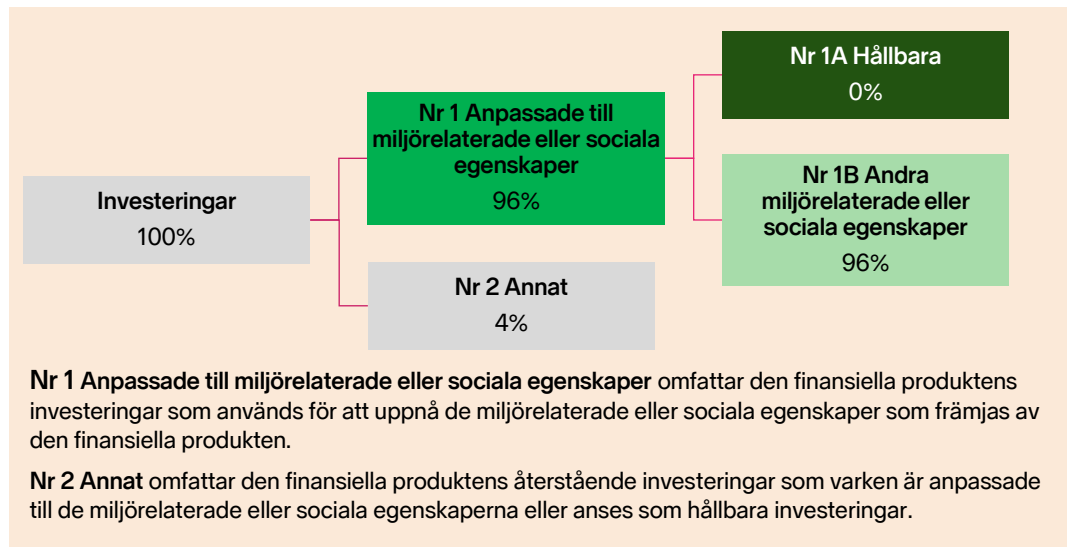 Investeringar
100%
Nr 1 Anpassade till
miljörelaterade eller sociala
egenskaper
96%
Nr 2 Annat
4%
Nr 1A Hållbara
0%
Nr 1B Andra
miljörelaterade eller
sociala egenskaper
96%
Nr 1 Anpassade till miljörelaterade eller sociala egenskaper omfattar den finansiella produktens
investeringar som används för att uppnå de miljörelaterade eller sociala egenskaper som främjas av
den finansiella produkten.
Nr 2 Annat omfattar den finansiella produktens återstående investeringar som varken är anpassade
till de miljörelaterade eller sociala egenskaperna eller anses som hållbara investeringar.